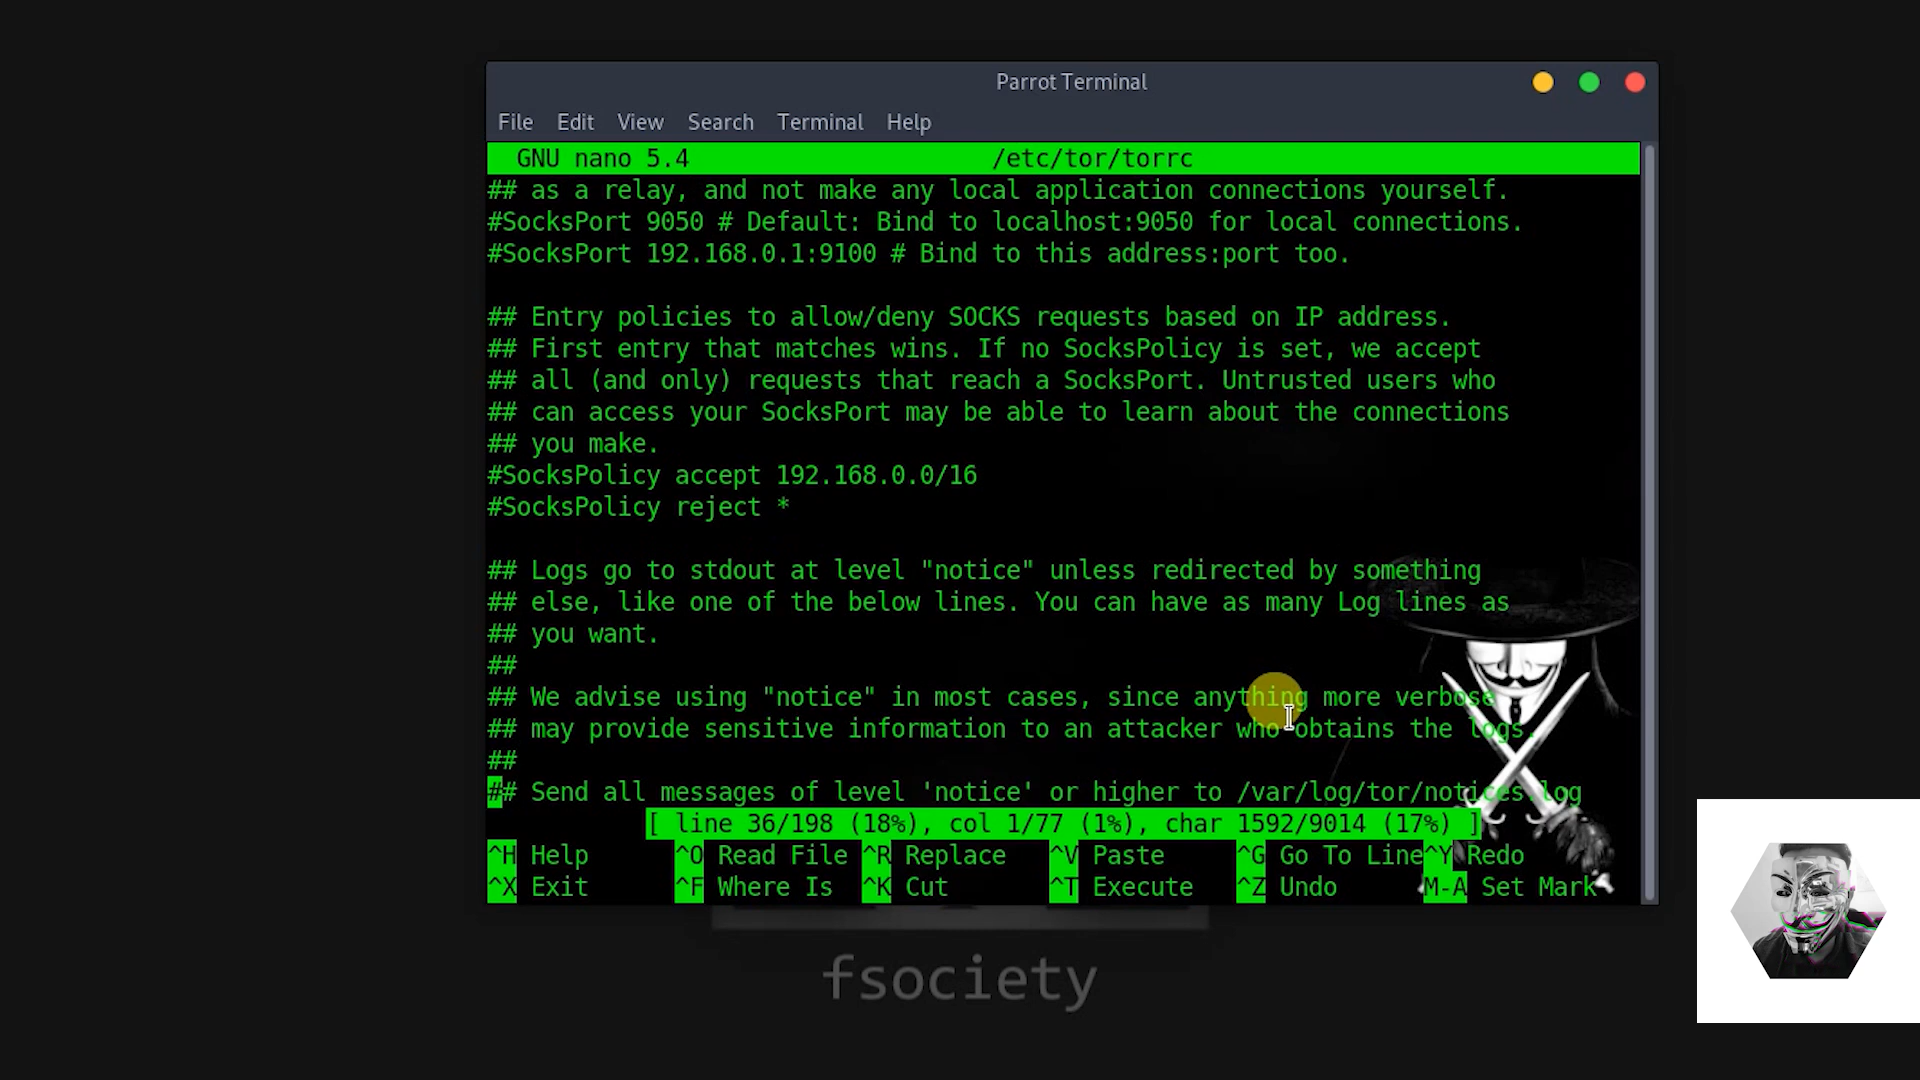 Parrot Terminal
File Edit View Search Terminal Help
GNU nano 5.4 /etc/tor/torrc
## as a relay, and not make any local application connections yourself.
#SocksPort 9050 # Default: Bind to localhost:9050 for local connections.
#SocksPort 192.168.0.1:9100 # Bind to this address:port too.
## Entry policies to allow/deny SOCKS requests based on IP address.
## First entry that matches wins. If no SocksPolicy is set, we accept
## all (and only) requests that reach a SocksPort. Untrusted users who
## can access your SocksPort may be able to learn about the connections
## you make.
#SocksPolicy accept 192.168.0.0/16
#SocksPolicy reject *
## Logs go to stdout at level "notice" unless redirected by something
## else, like one of the below lines. You can have as many Log lines as
## you want.
##
## We advise using "notice" in most cases, since anything more verbose
## may provide sensitive information to an attacker who obtains the logs.
##
## Send all messages of level 'notice' or higher to /var/log/tor/notices.log
[ line 36/198 (18%), col 1/77 (1%), char 1592/9014 (17%) ]
^H Help ^O Read File ^R Replace ^V Paste ^G Go To Line ^Y Redo
^X Exit ^F Where Is ^K Cut ^T Execute ^Z Undo M-A Set Mark
fsociety